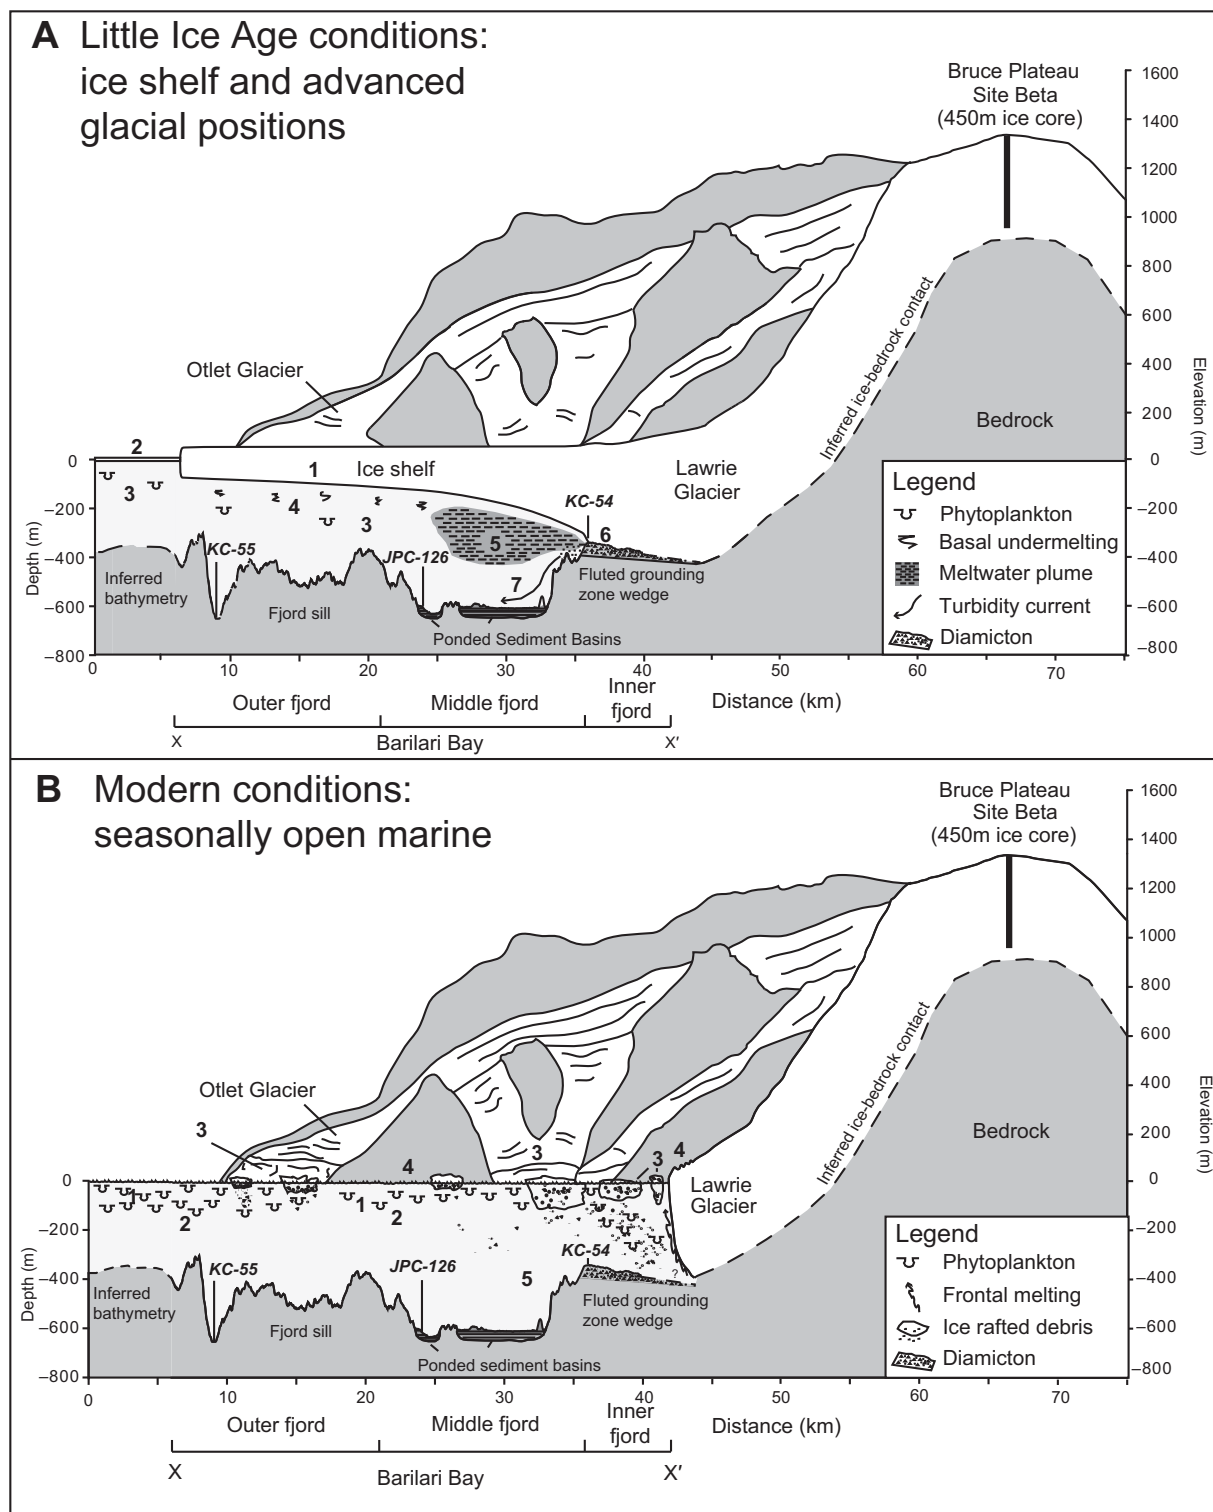 A Little Ice Age conditions:
ice shelf and advanced
glacial positions
Bruce Plateau
Site Beta
(450m ice core)
1600
1400
1200
1000
800
600
400
200
0
−200
−400
−600
−800
Elevation (m)
Otlet Glacier
Inferred ice-bedrock contact
Bedrock
2
1
Ice shelf
Lawrie
Glacier
3
4
3
KC-54
6
5
7
KC-55
JPC-126
Inferred
bathymetry
Fjord sill
Fluted grounding
zone wedge
Ponded Sediment Basins
0
−200
−400
−600
−800
Depth (m)
Legend
Phytoplankton
Basal undermelting
Meltwater plume
Turbidity current
Diamicton
0
10
20
30
40
50
60
70
Outer fjord
Middle fjord
Inner
fjord
Distance (km)
X
Barilari Bay
X′
B Modern conditions:
seasonally open marine
Bruce Plateau
Site Beta
(450m ice core)
1600
1400
1200
1000
800
600
400
200
0
−200
−400
−600
−800
Elevation (m)
Otlet Glacier
Inferred ice-bedrock contact
Bedrock
3
4
3
3
4
Lawrie
Glacier
1
2
1
2
5
KC-54
KC-55
JPC-126
?
Inferred
bathymetry
Fjord sill
Fluted grounding
zone wedge
Ponded sediment basins
0
−200
−400
−600
−800
Depth (m)
Legend
Phytoplankton
Frontal melting
Ice rafted debris
Diamicton
0
10
20
30
40
50
60
70
Outer fjord
Middle fjord
Inner
fjord
Distance (km)
X
Barilari Bay
X′